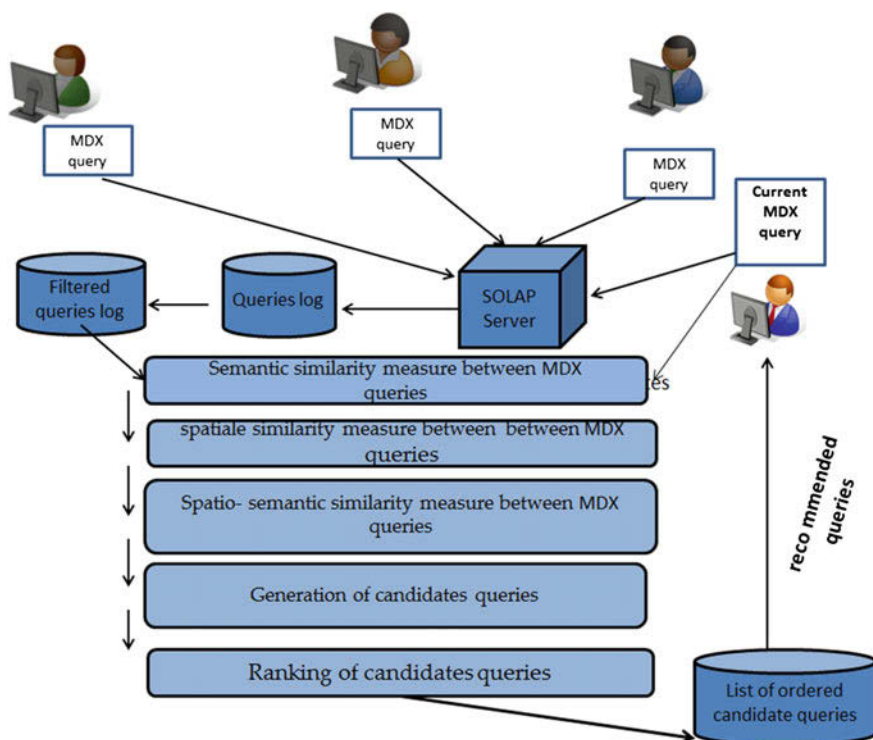 MDX
query
MDX
query
MDX
query
Current
MDX
query
Filtered
queries log
Queries log
SOLAP
Server
Semantic similarity measure between MDX
queries
spatiale similarity measure between between MDX
queries
Spatio- semantic similarity measure between MDX
queries
Generation of candidates queries
Ranking of candidates queries
reco mmended
queries
List of ordered
candidate queries